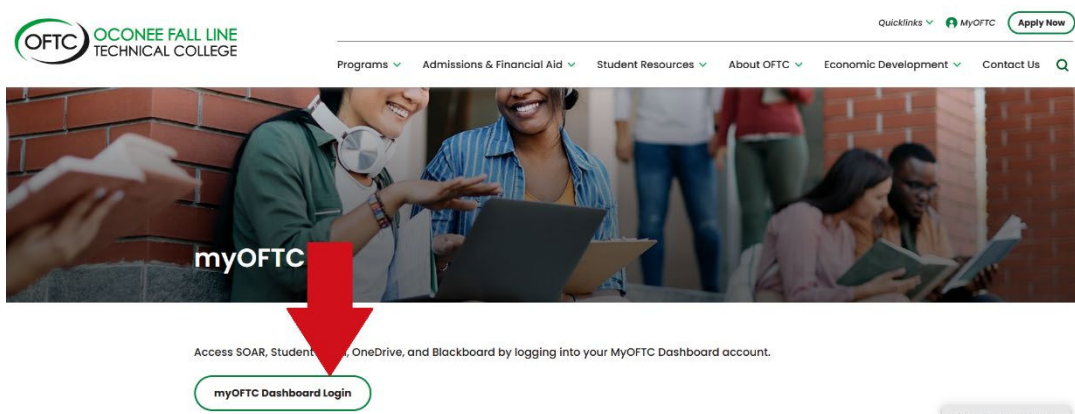 OFTC
OCONEE FALL LINE
TECHNICAL COLLEGE
Quicklinks MyOFTC Apply Now
Programs Admissions & Financial Aid Student Resources About OFTC Economic Development Contact Us
myOFTC
Access SOAR, Student , OneDrive, and Blackboard by logging into your MyOFTC Dashboard account.
myOFTC Dashboard Login